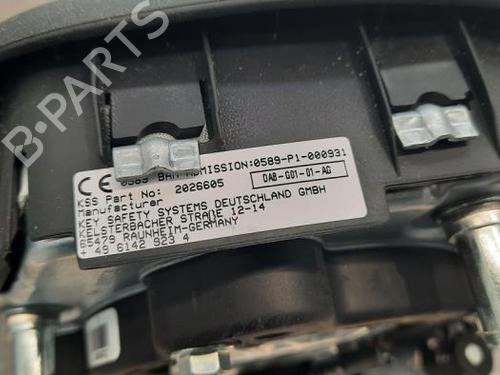 CE 0589 BAM ADMISSION:0589-P1-000931
KSS Part No: 2026605
DAB-G01-01-AG
Manufacturer
KEY SAFETY SYSTEMS DEUTSCHLAND GMBH
KELSTERBACHER STRAßE 12-14
65479 RAUNHEIM-GERMANY
+ 49 6142 923 4
B-PARTS